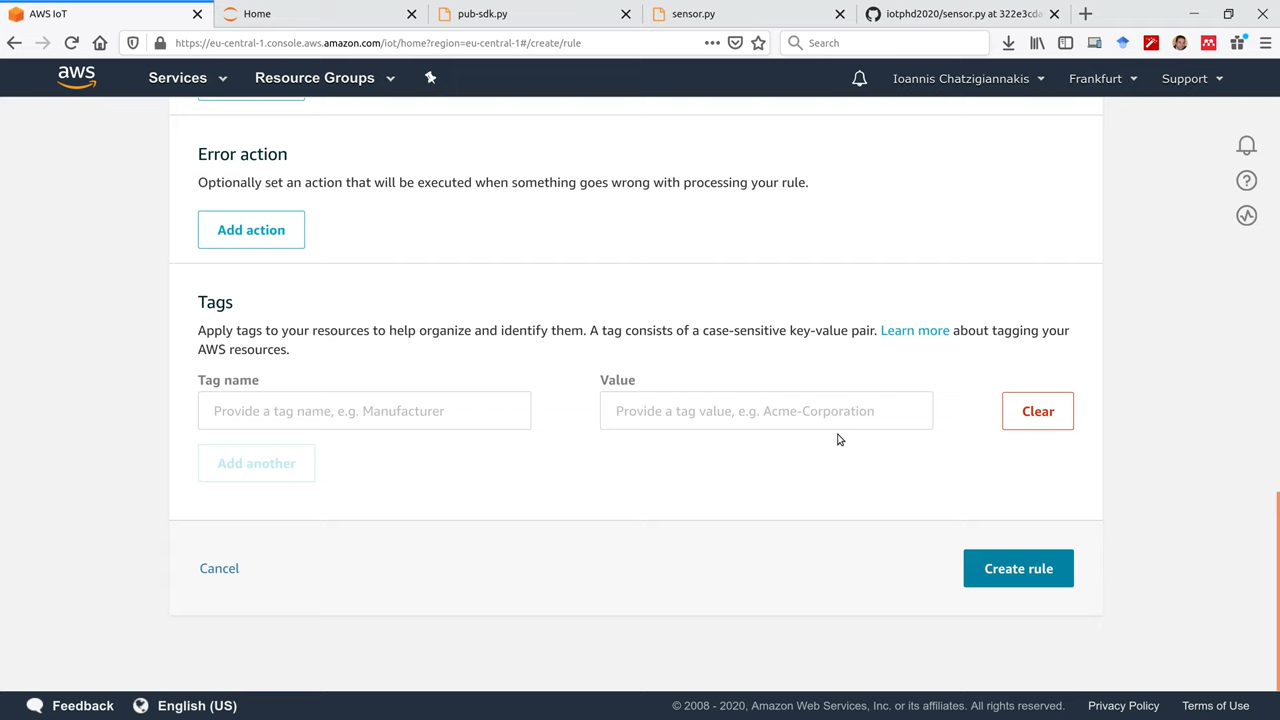 AWS IoT
Home
pub-sdk.py
sensor.py
iotphd2020/sensor.py at 322e3cda
https://eu-central-1.console.aws.amazon.com/iot/home?region=eu-central-1#/create/rule
Search
aws
Services
Resource Groups
Ioannis Chatzigiannakis
Frankfurt
Support
Error action
Optionally set an action that will be executed when something goes wrong with processing your rule.
Add action
Tags
Apply tags to your resources to help organize and identify them. A tag consists of a case-sensitive key-value pair. Learn more about tagging your
AWS resources.
Tag name
Value
Provide a tag name, e.g. Manufacturer
Provide a tag value, e.g. Acme-Corporation
Clear
Add another
Cancel
Create rule
Feedback
English (US)
© 2008 - 2020, Amazon Web Services, Inc. or its affiliates. All rights reserved.
Privacy Policy
Terms of Use